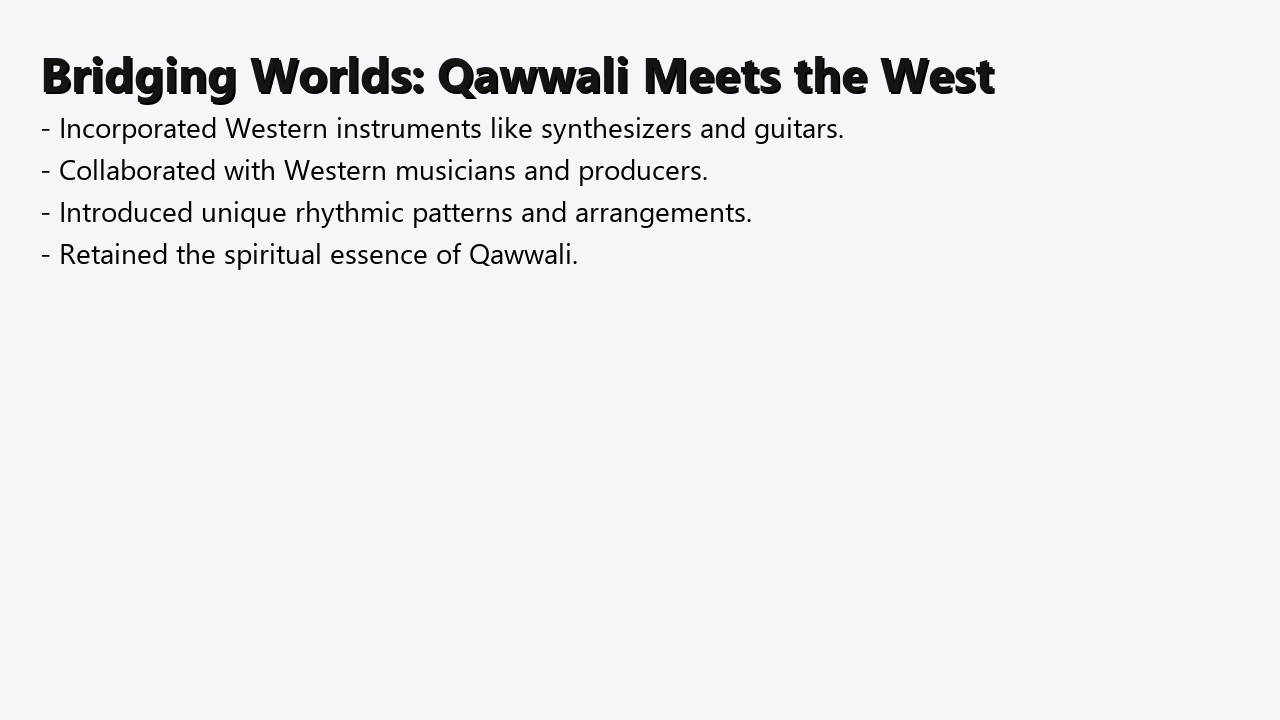 Bridging Worlds: Qawwali Meets the West
- Incorporated Western instruments like synthesizers and guitars.
- Collaborated with Western musicians and producers.
- Introduced unique rhythmic patterns and arrangements.
- Retained the spiritual essence of Qawwali.